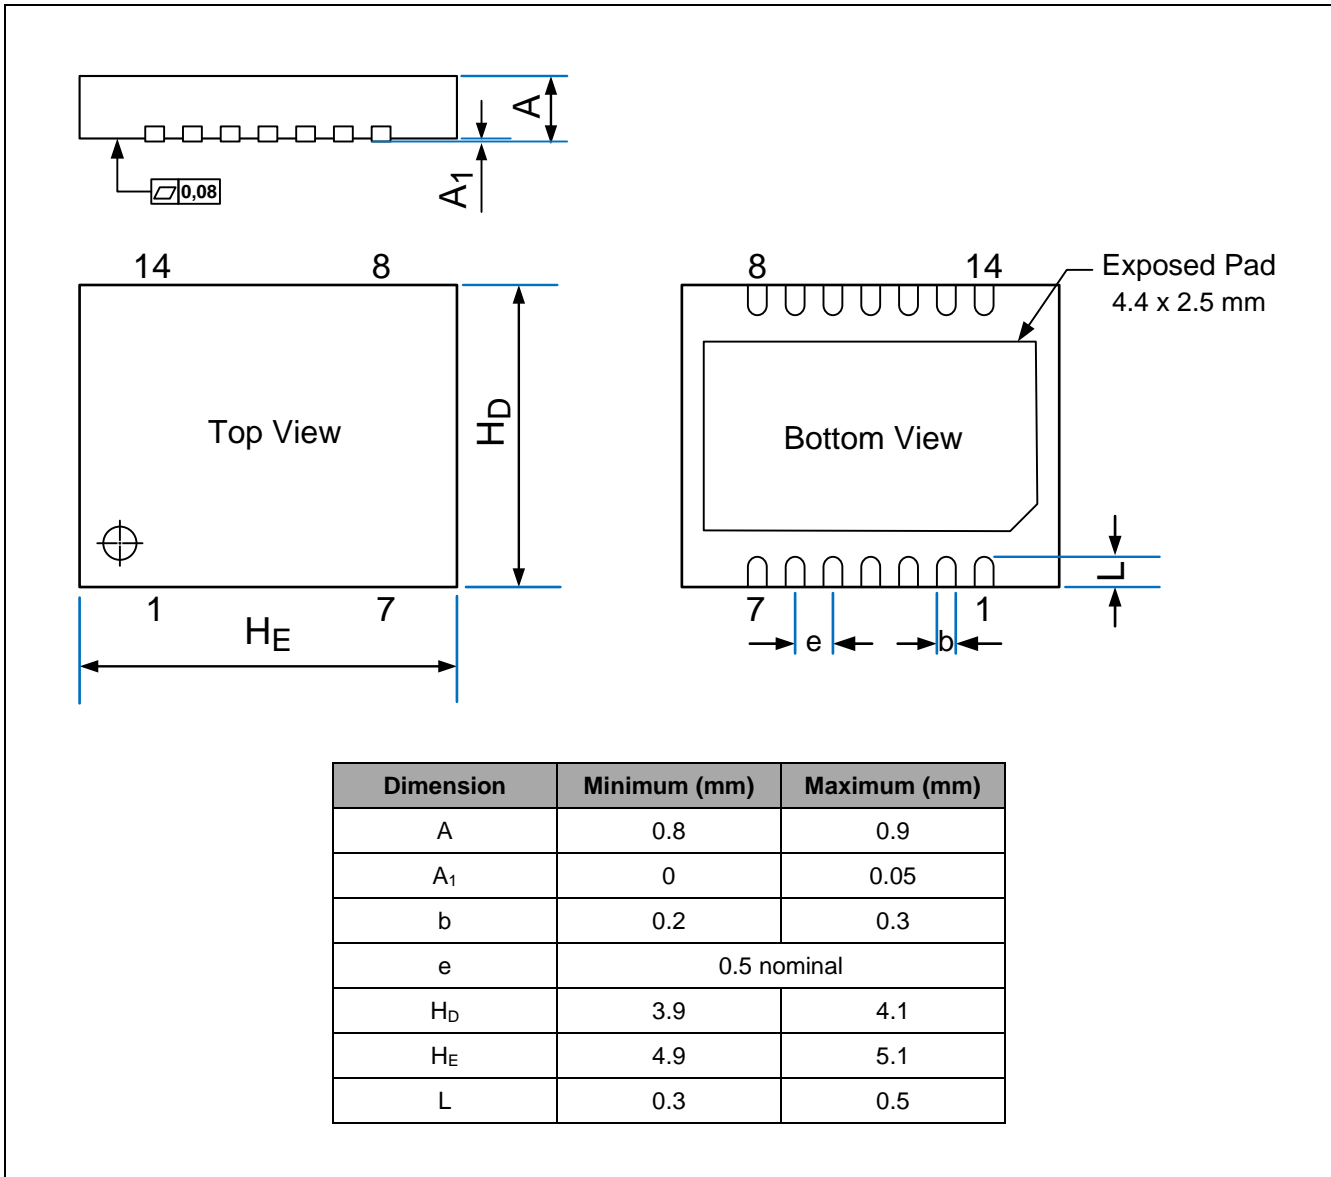 A
A1
0,08
14 8
HD
Top View
1 7
HE
8 14
Exposed Pad
4.4 x 2.5 mm
Bottom View
L
7 1
e b
Dimension Minimum (mm) Maximum (mm)
A 0.8 0.9
A1 0 0.05
b 0.2 0.3
e 0.5 nominal
HD 3.9 4.1
HE 4.9 5.1
L 0.3 0.5